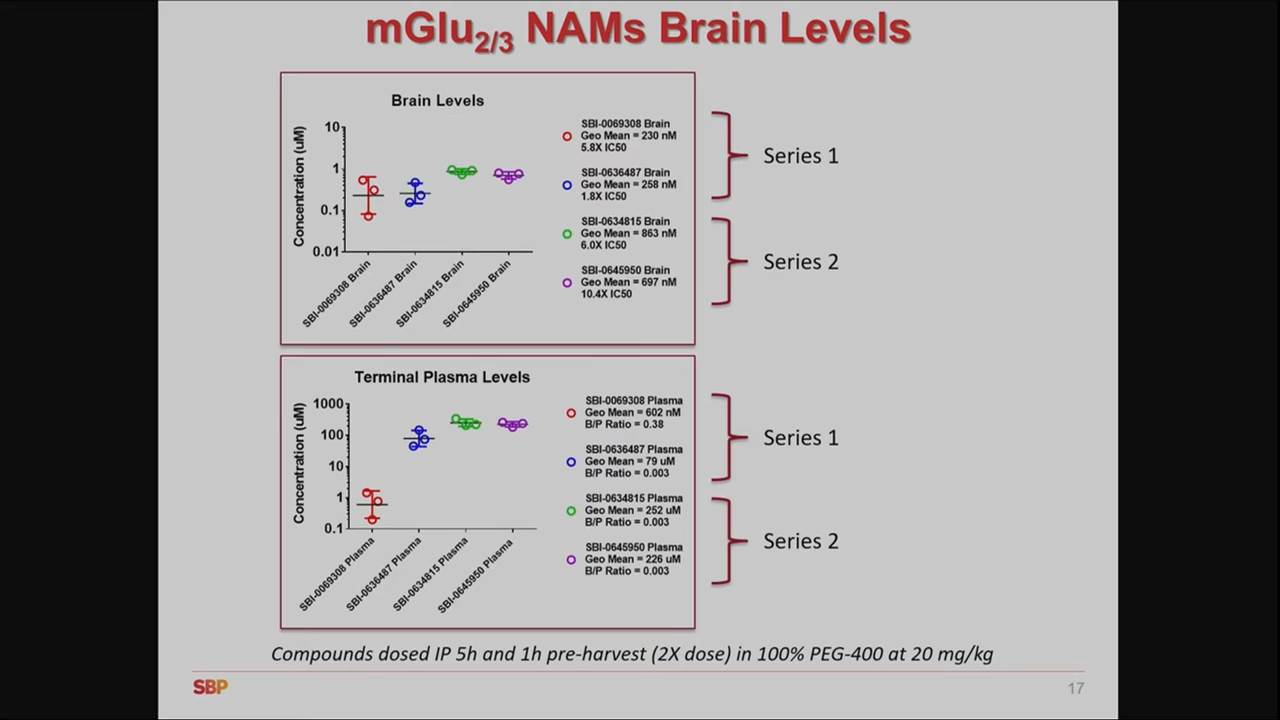 mGlu2/3 NAMs Brain Levels
Brain Levels
Concentration (uM)
10
1
0.1
0.01
SBI-0069308 Brain
SBI-0636487 Brain
SBI-0634815 Brain
SBI-0645950 Brain
SBI-0069308 Brain
Geo Mean = 230 nM
5.8X IC50
SBI-0636487 Brain
Geo Mean = 258 nM
1.8X IC50
SBI-0634815 Brain
Geo Mean = 863 nM
6.0X IC50
SBI-0645950 Brain
Geo Mean = 697 nM
10.4X IC50
Series 1
Series 2
Terminal Plasma Levels
Concentration (uM)
1000
100
10
1
0.1
SBI-0069308 Plasma
SBI-0636487 Plasma
SBI-0634815 Plasma
SBI-0645950 Plasma
SBI-0069308 Plasma
Geo Mean = 602 nM
B/P Ratio = 0.38
SBI-0636487 Plasma
Geo Mean = 79 uM
B/P Ratio = 0.003
SBI-0634815 Plasma
Geo Mean = 252 uM
B/P Ratio = 0.003
SBI-0645950 Plasma
Geo Mean = 226 uM
B/P Ratio = 0.003
Series 1
Series 2
Compounds dosed IP 5h and 1h pre-harvest (2X dose) in 100% PEG-400 at 20 mg/kg
SBP
17